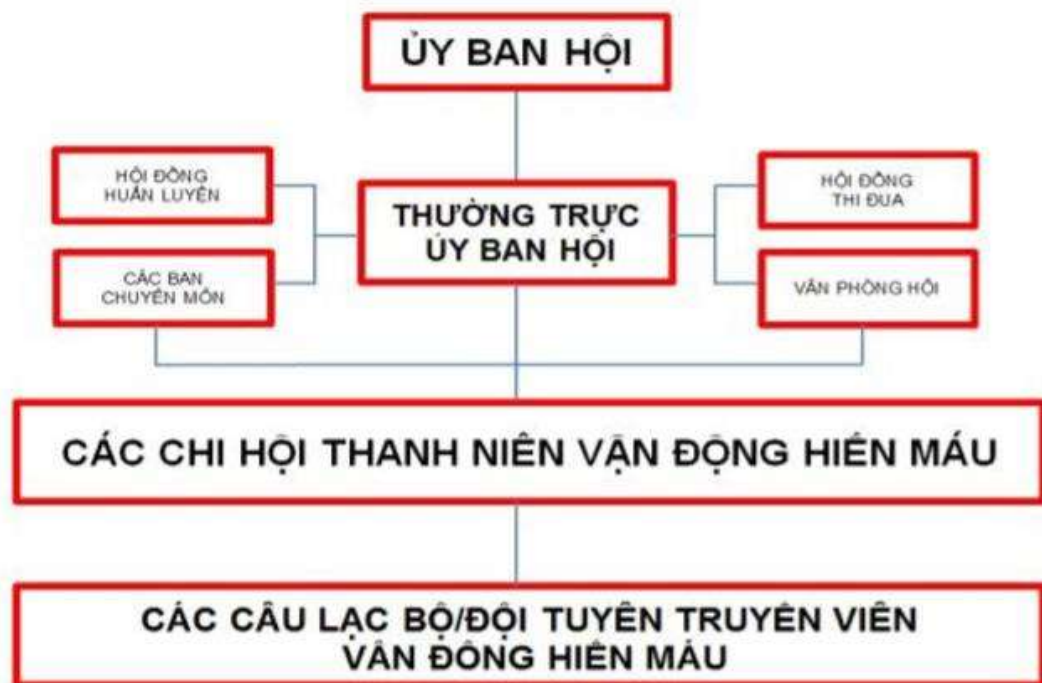 ỦY BAN HỘI
HỘI ĐỒNG
HUẤN LUYỆN
THƯỜNG TRỰC
ỦY BAN HỘI
HỘI ĐỒNG
THI ĐUA
CÁC BAN
CHUYÊN MÔN
VĂN PHÒNG HỘI
CÁC CHI HỘI THANH NIÊN VẬN ĐỘNG HIẾN MÁU
CÁC CÂU LẠC BỘ/ĐỘI TUYÊN TRUYỀN VIÊN
VẬN ĐỘNG HIẾN MÁU